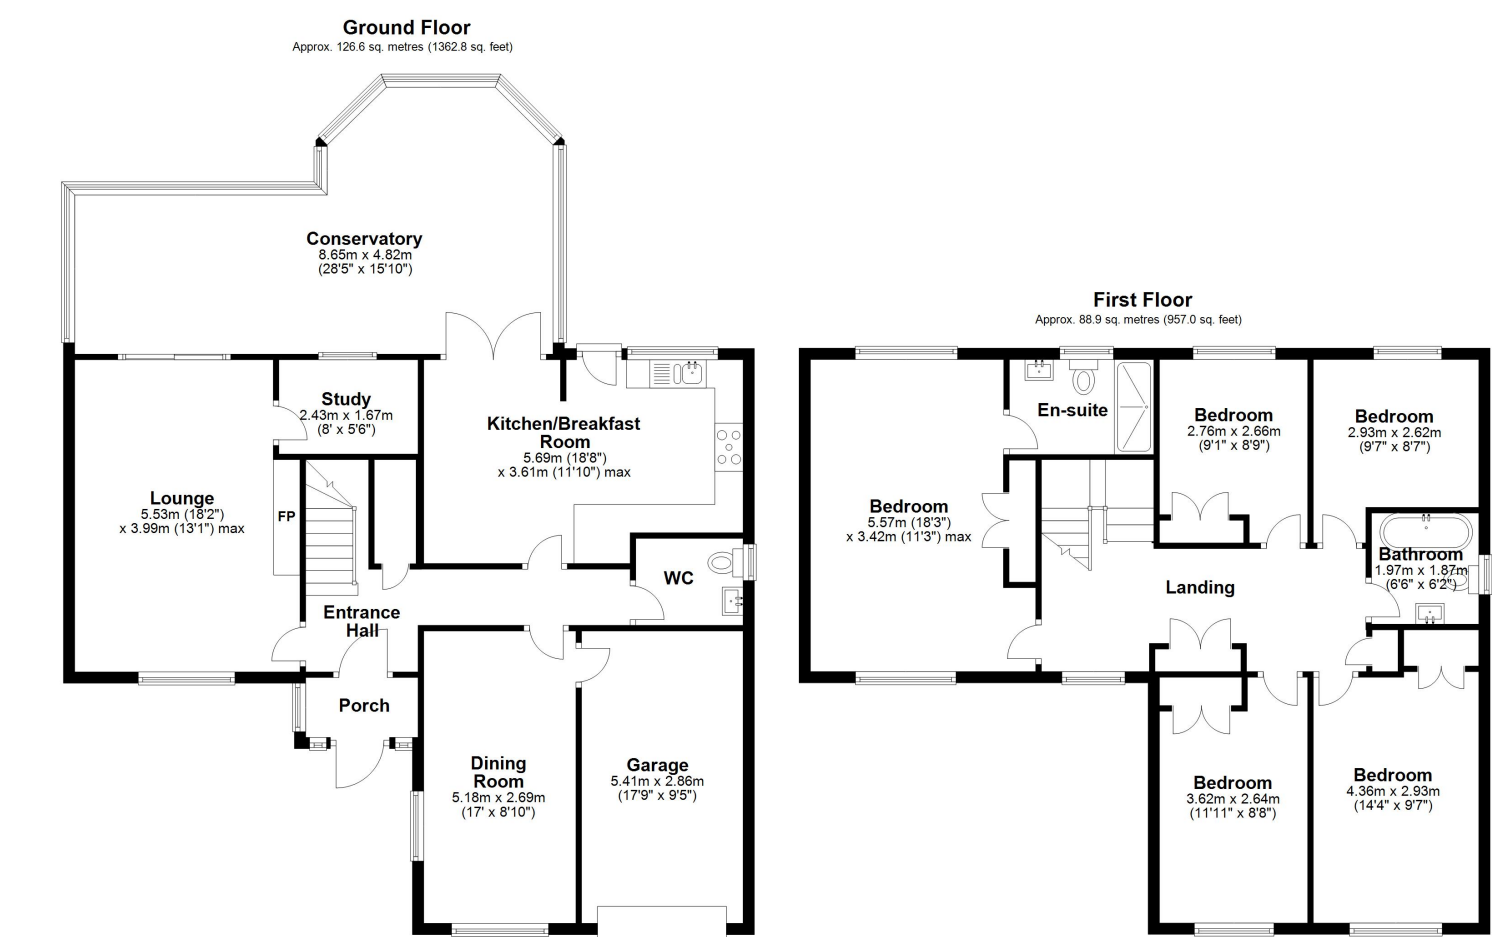 Ground Floor
Approx. 126.6 sq. metres (1362.8 sq. feet)
Conservatory
8.65m x 4.82m
(28'5" x 15'10")
Study
2.43m x 1.67m
(8' x 5'6")
Kitchen/Breakfast
Room
5.69m (18'8")
x 3.61m (11'10") max
Lounge
5.53m (18'2")
x 3.99m (13'1") max
FP
WC
Entrance
Hall
Porch
Dining
Room
5.18m x 2.69m
(17' x 8'10")
Garage
5.41m x 2.86m
(17'9" x 9'5")
First Floor
Approx. 88.9 sq. metres (957.0 sq. feet)
En-suite
Bedroom
2.76m x 2.66m
(9'1" x 8'9")
Bedroom
2.93m x 2.62m
(9'7" x 8'7")
Bedroom
5.57m (18'3")
x 3.42m (11'3") max
Bathroom
1.97m x 1.87m
(6'6" x 6'2")
Landing
Bedroom
3.62m x 2.64m
(11'11" x 8'8")
Bedroom
4.36m x 2.93m
(14'4" x 9'7")